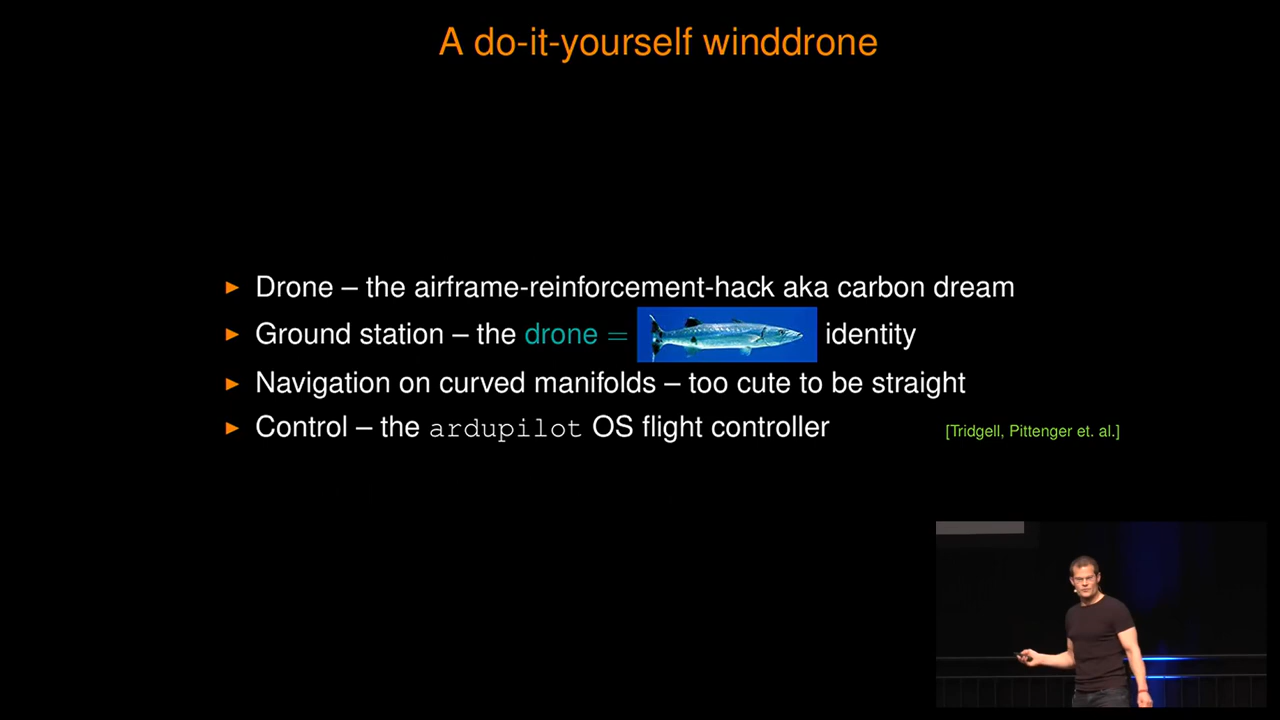 A do-it-yourself winddrone
Drone – the airframe-reinforcement-hack aka carbon dream
Ground station – the drone = identity
Navigation on curved manifolds – too cute to be straight
Control – the ardupilot OS flight controller [Tridgell, Pittenger et. al.]